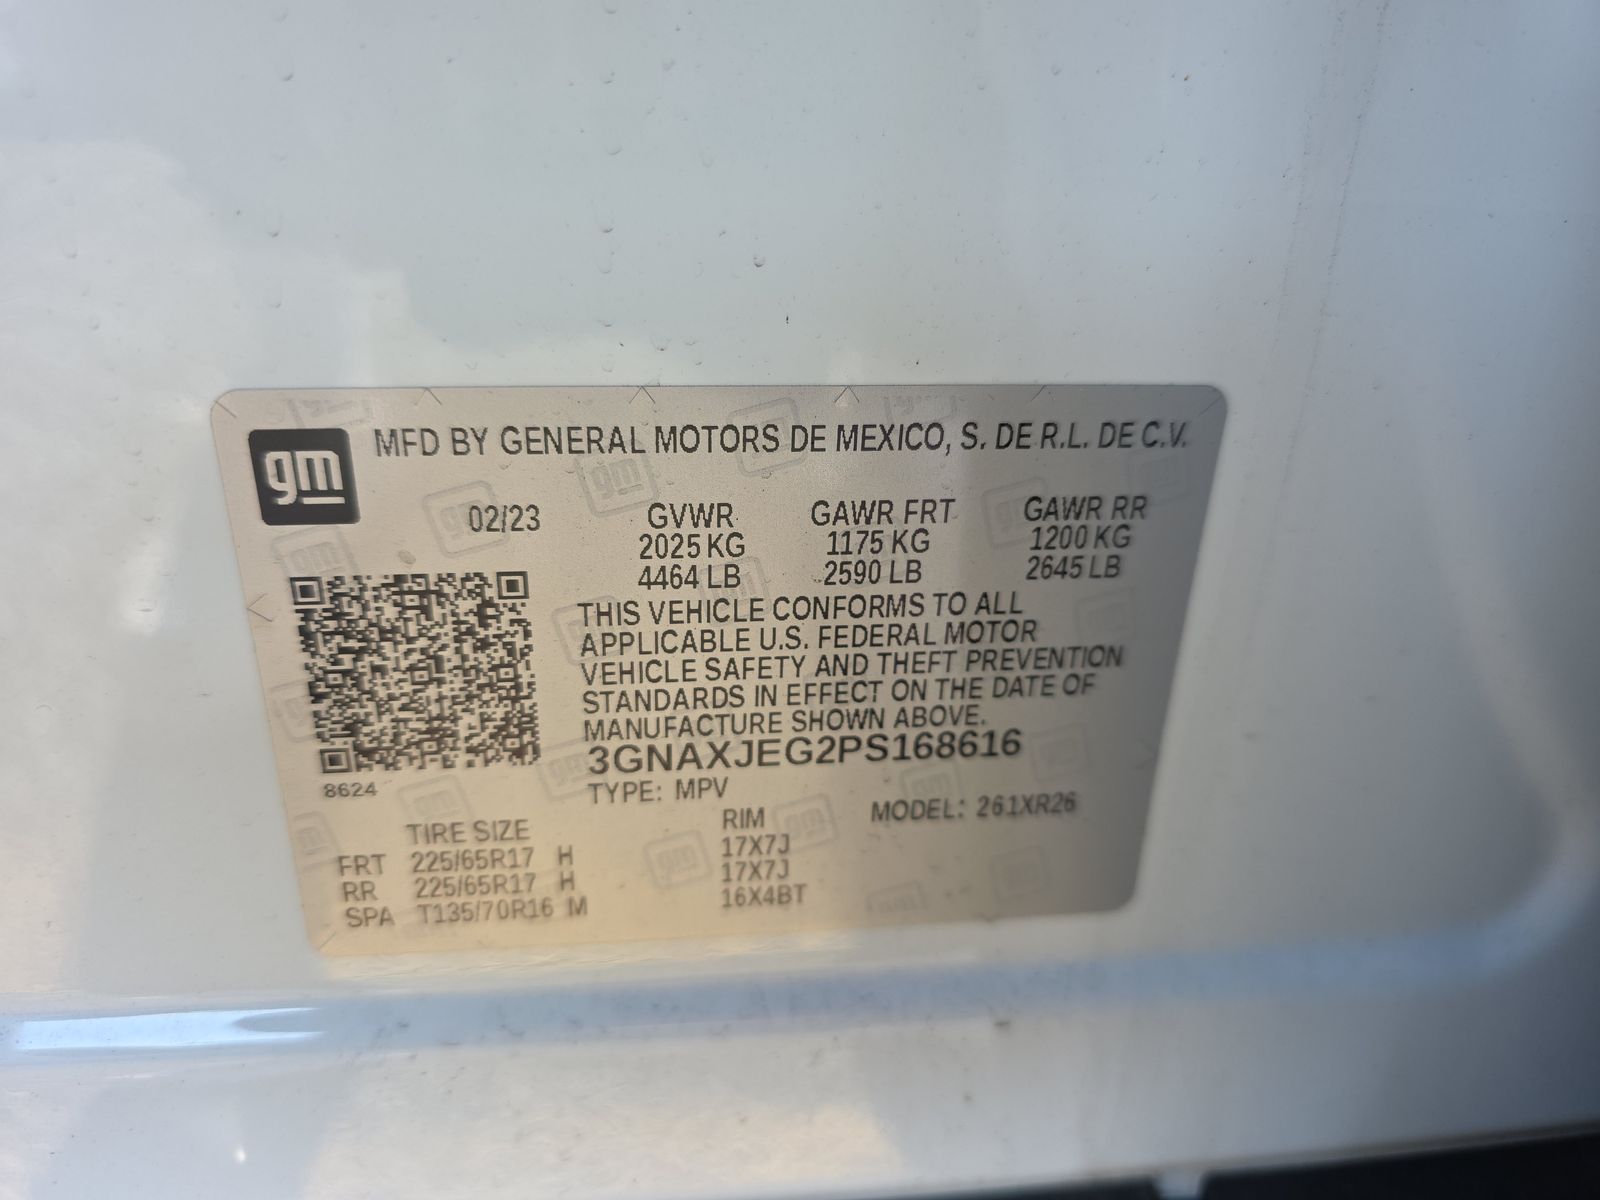 gm
MFD BY GENERAL MOTORS DE MEXICO, S. DE R.L. DE C.V.
02/23 GVWR GAWR FRT GAWR RR
2025 KG 1175 KG 1200 KG
4464 LB 2590 LB 2645 LB
THIS VEHICLE CONFORMS TO ALL
APPLICABLE U.S. FEDERAL MOTOR
VEHICLE SAFETY AND THEFT PREVENTION
STANDARDS IN EFFECT ON THE DATE OF
MANUFACTURE SHOWN ABOVE.
3GNAXJEG2PS168616
8624 TYPE: MPV MODEL: 261XR26
TIRE SIZE RIM
FRT 225/65R17 H 17X7J
RR 225/65R17 H 17X7J
SPA T135/70R16 M 16X4BT